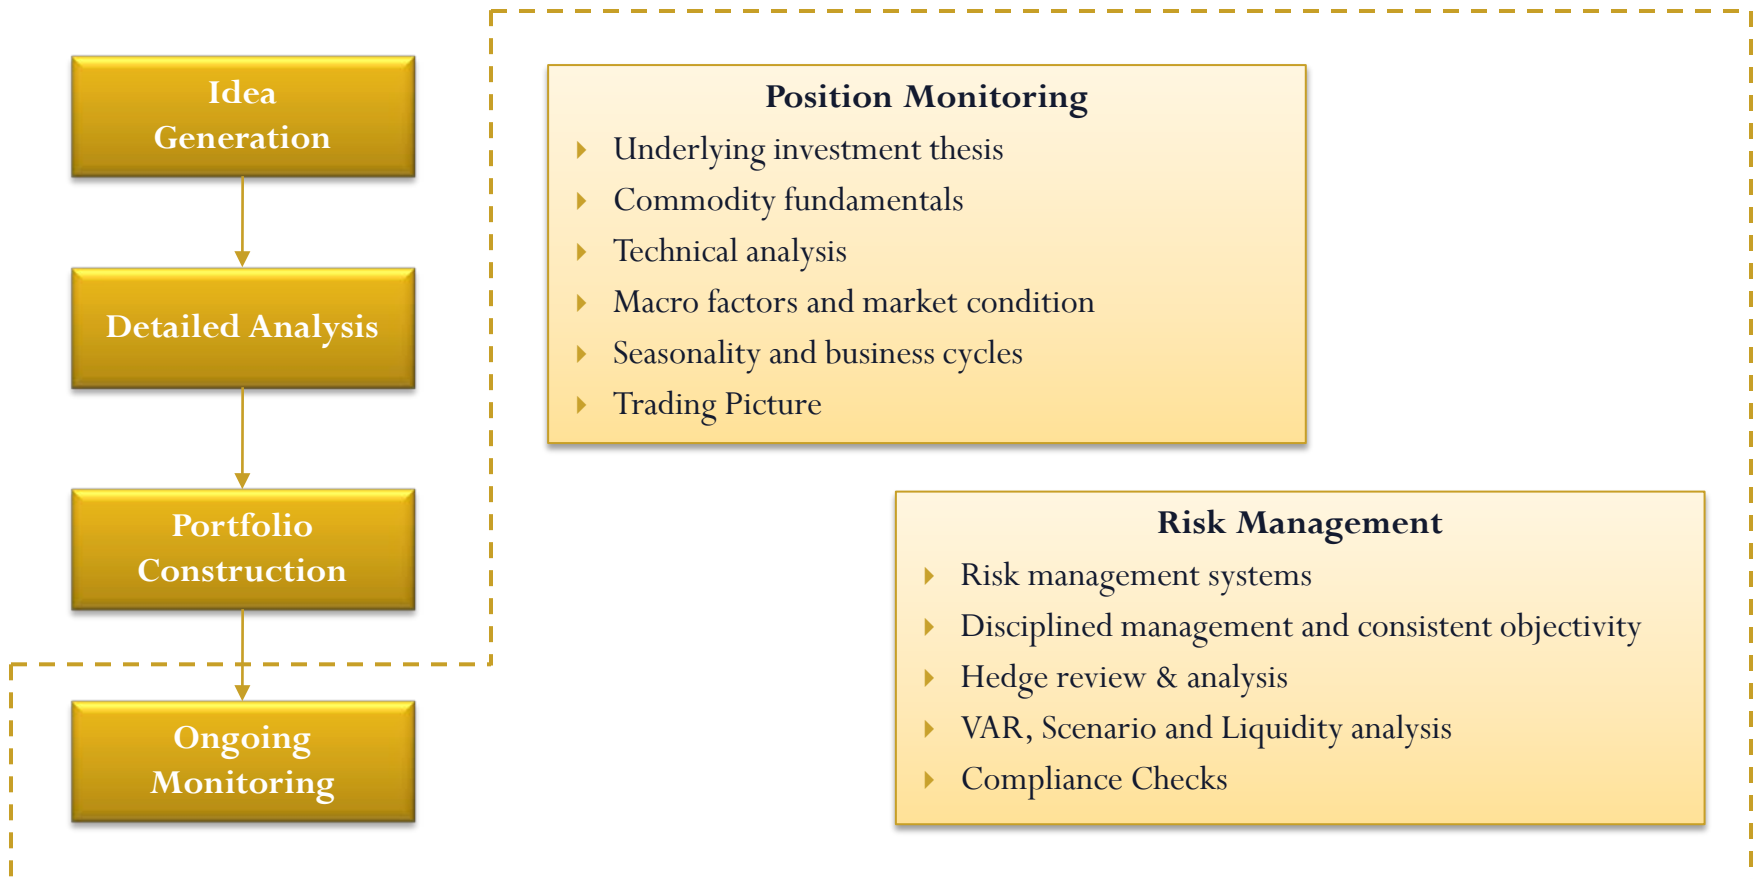 Idea
Generation
Detailed Analysis
Portfolio
Construction
Ongoing
Monitoring
Position Monitoring
Underlying investment thesis
Commodity fundamentals
Technical analysis
Macro factors and market condition
Seasonality and business cycles
Trading Picture
Risk Management
Risk management systems
Disciplined management and consistent objectivity
Hedge review & analysis
VAR, Scenario and Liquidity analysis
Compliance Checks